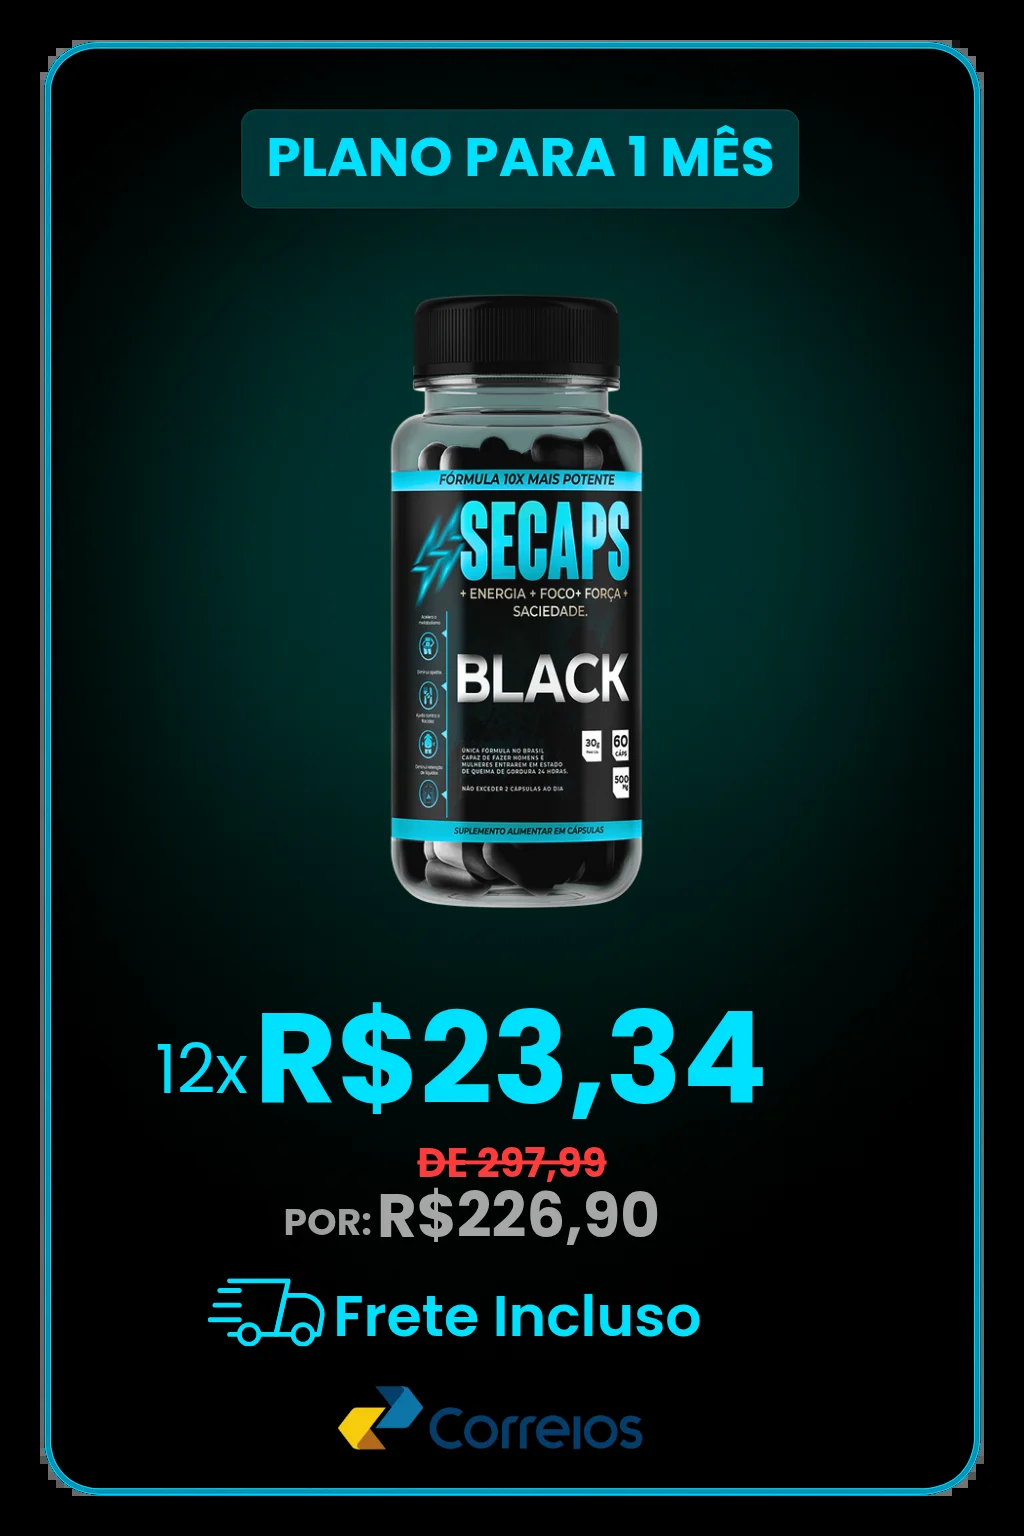 PLANO PARA 1 MÊS
FÓRMULA 10X MAIS POTENTE
SECAPS
+ ENERGIA + FOCO+ FORÇA +
SACIEDADE.
BLACK
ÚNICA FÓRMULA NO BRASIL
CAPAZ DE FAZER HOMENS E
MULHERES ENTRAREM EM ESTADO
DE QUEIMA DE GORDURA 24 HORAS.
NÃO EXCEDER 2 CÁPSULAS AO DIA
30g
60
CÁPS
500
Mg
SUPLEMENTO ALIMENTAR EM CÁPSULAS
12x R$23,34
DE 297,99
POR: R$226,90
Frete Incluso
Correios